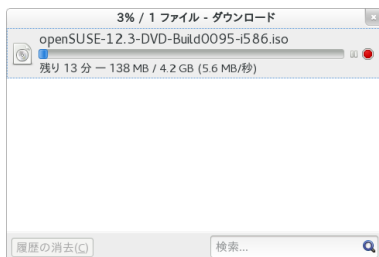 3% / 1 ファイル - ダウンロード
openSUSE-12.3-DVD-Build0095-i586.iso
残り 13 分 — 138 MB / 4.2 GB (5.6 MB/秒)
履歴の消去(C)
検索...